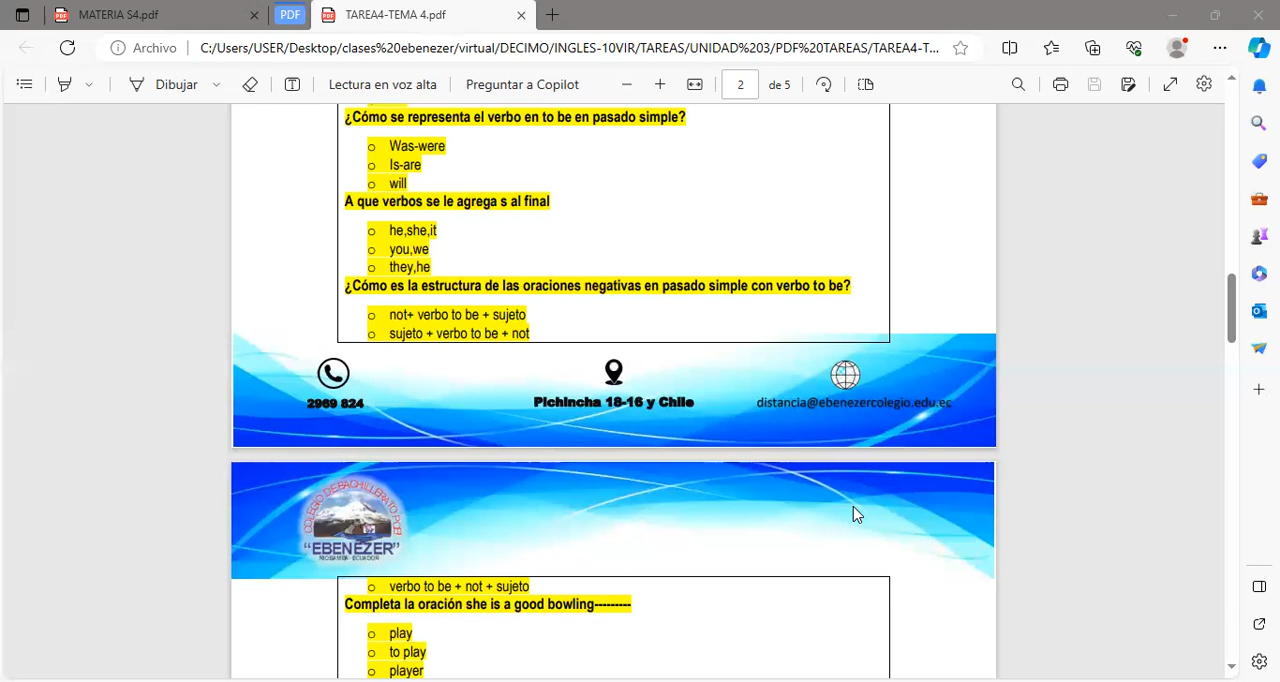 MATERIA S4.pdf
PDF
TAREA4-TEMA 4.pdf
Archivo
C:/Users/USER/Desktop/clases%20ebenezer/virtual/DECIMO/INGLES-10VIR/TAREAS/UNIDAD%203/PDF%20TAREAS/TAREA4-T...
Dibujar
Lectura en voz alta
Preguntar a Copilot
2
de 5
¿Cómo se representa el verbo en to be en pasado simple?
o Was-were
o Is-are
o will
A que verbos se le agrega s al final
o he,she,it
o you,we
o they,he
¿Cómo es la estructura de las oraciones negativas en pasado simple con verbo to be?
o not+ verbo to be + sujeto
o sujeto + verbo to be + not
2969 824
Pichincha 18-16 y Chile
distancia@ebenezercolegio.edu.ec
COLEGIO DE BACHILLERATO PCEI
"EBENEZER"
RIOBAMBA - ECUADOR
o verbo to be + not + sujeto
Completa la oración she is a good bowling---------
o play
o to play
o player